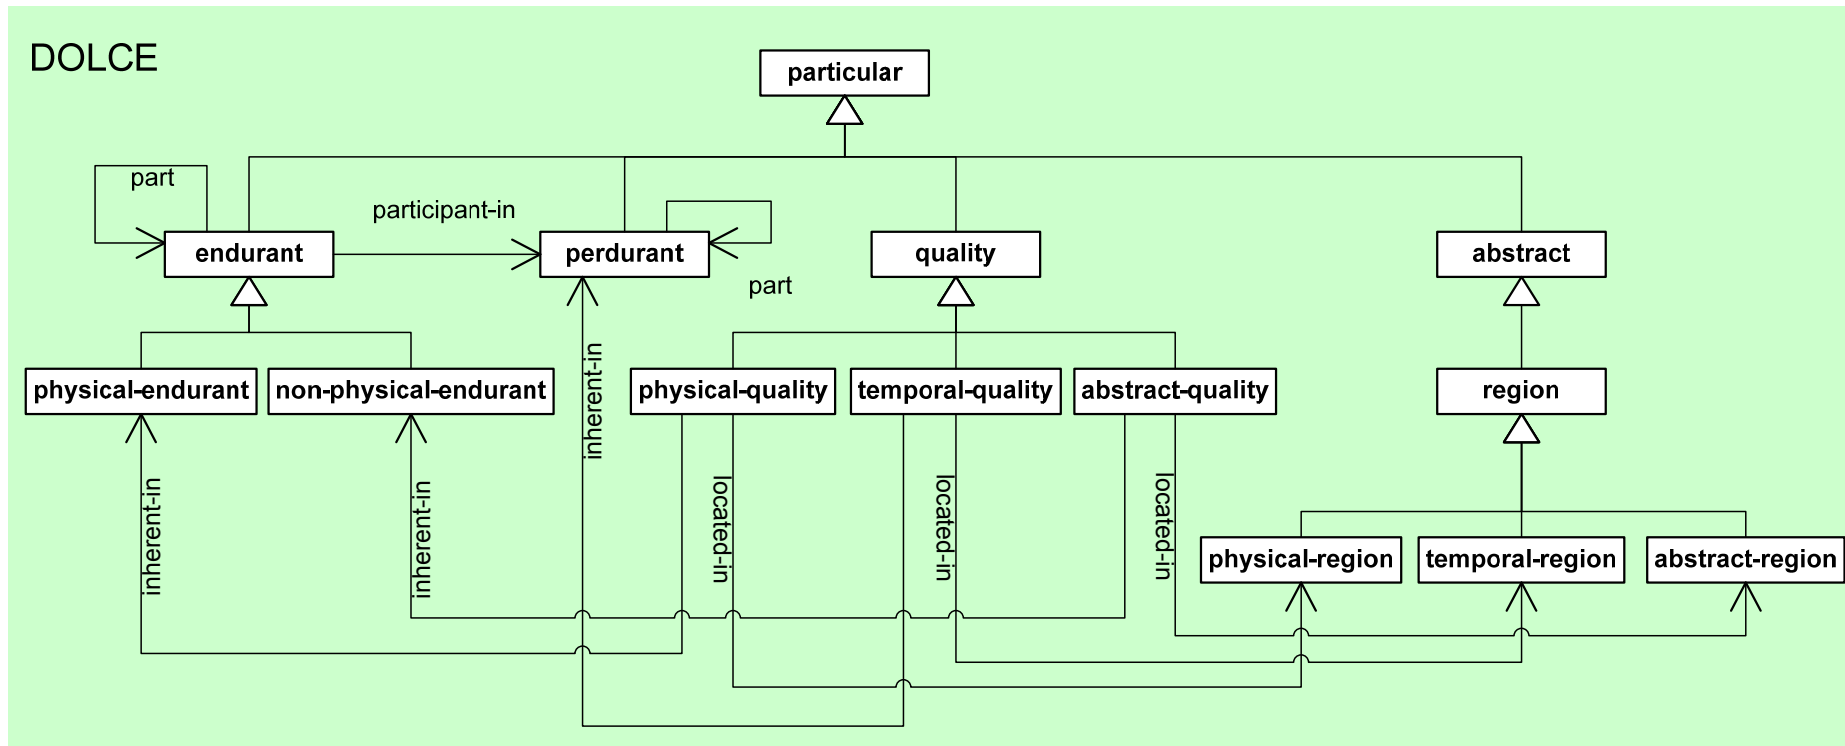 DOLCE
particular
part
participant-in
endurant
perdurant
quality
abstract
part
physical-endurant
non-physical-endurant
inherent-in
physical-quality
temporal-quality
abstract-quality
region
inherent-in
inherent-in
located-in
located-in
located-in
physical-region
temporal-region
abstract-region